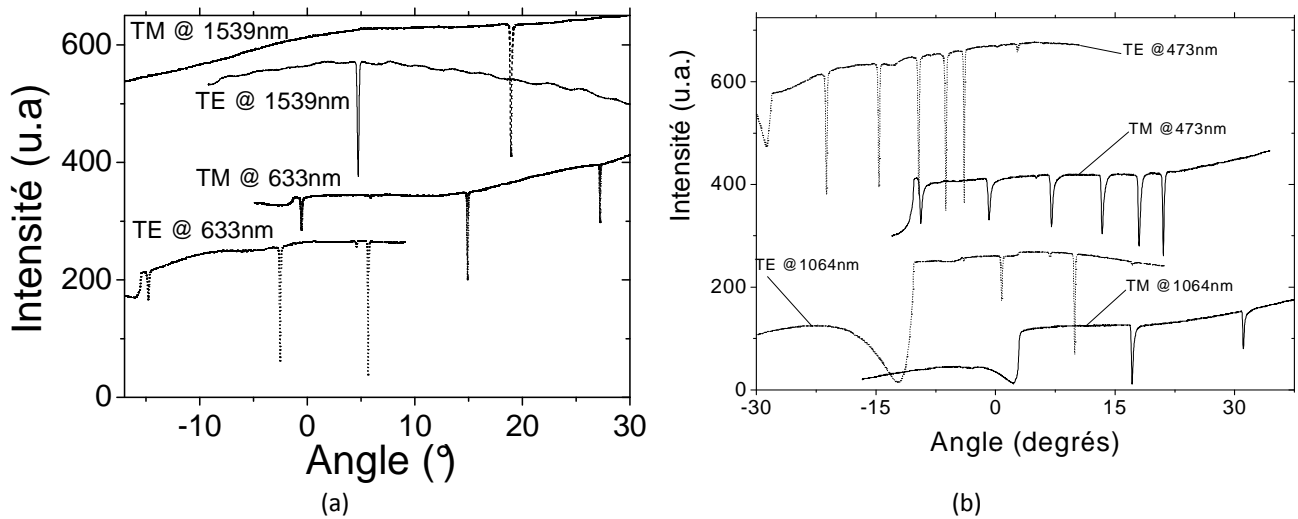 600
400
200
0
Intensité (u.a)
TM @ 1539nm
TE @ 1539nm
TM @ 633nm
TE @ 633nm
-10 0 10 20 30
Angle (°)
(a)
600
400
200
0
Intensité (u.a.)
TE @473nm
TM @473nm
TE @1064nm
TM @1064nm
-30 -15 0 15 30
Angle (degrés)
(b)